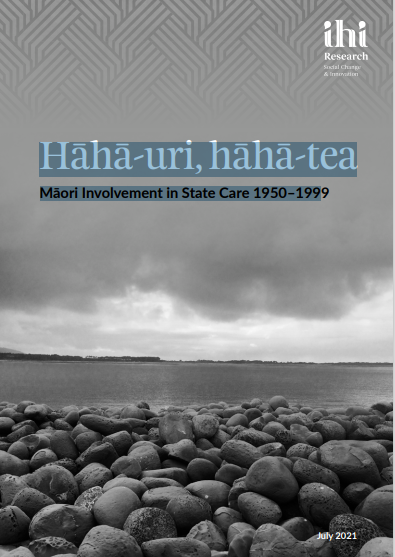 ihi
Research
Social Change
& Innovation
Hāhā-uri, hāhā-tea
Māori Involvement in State Care 1950–1999
July 2021